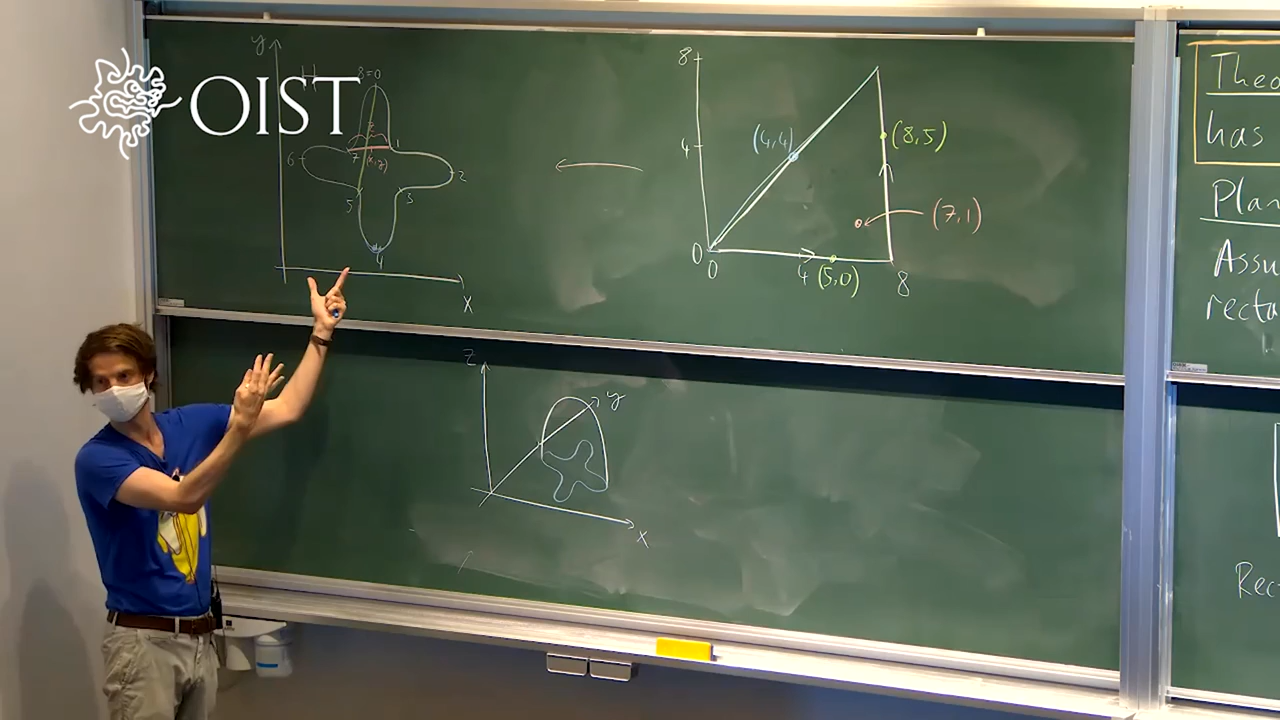 OIST
y
8=0
1
6
7
(x,y)
2
5
3
4
x
8
4
0
0
(4,4)
(8,5)
(7,1)
4
(5,0)
8
z
y
x
Theo
has
Plan
Assu
recta
Rec